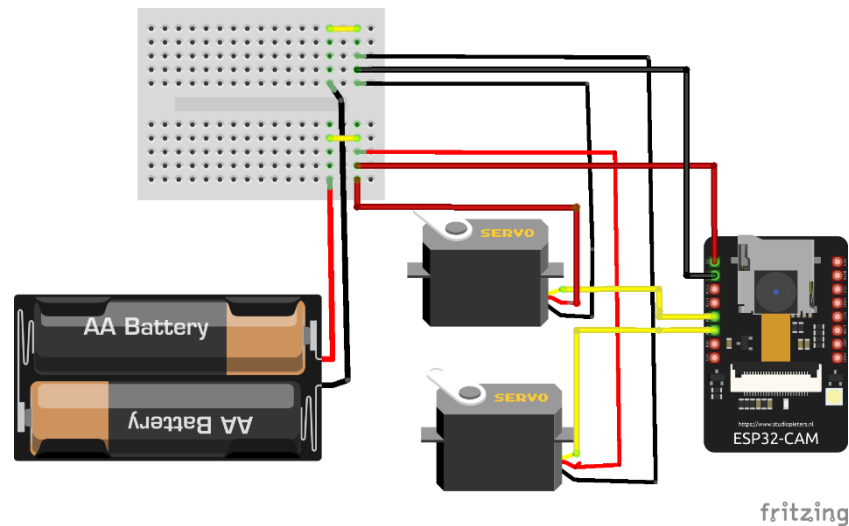 SERVO
AA Battery
AA Battery
SERVO
https://www.studiopieters.nl
ESP32-CAM
fritzing